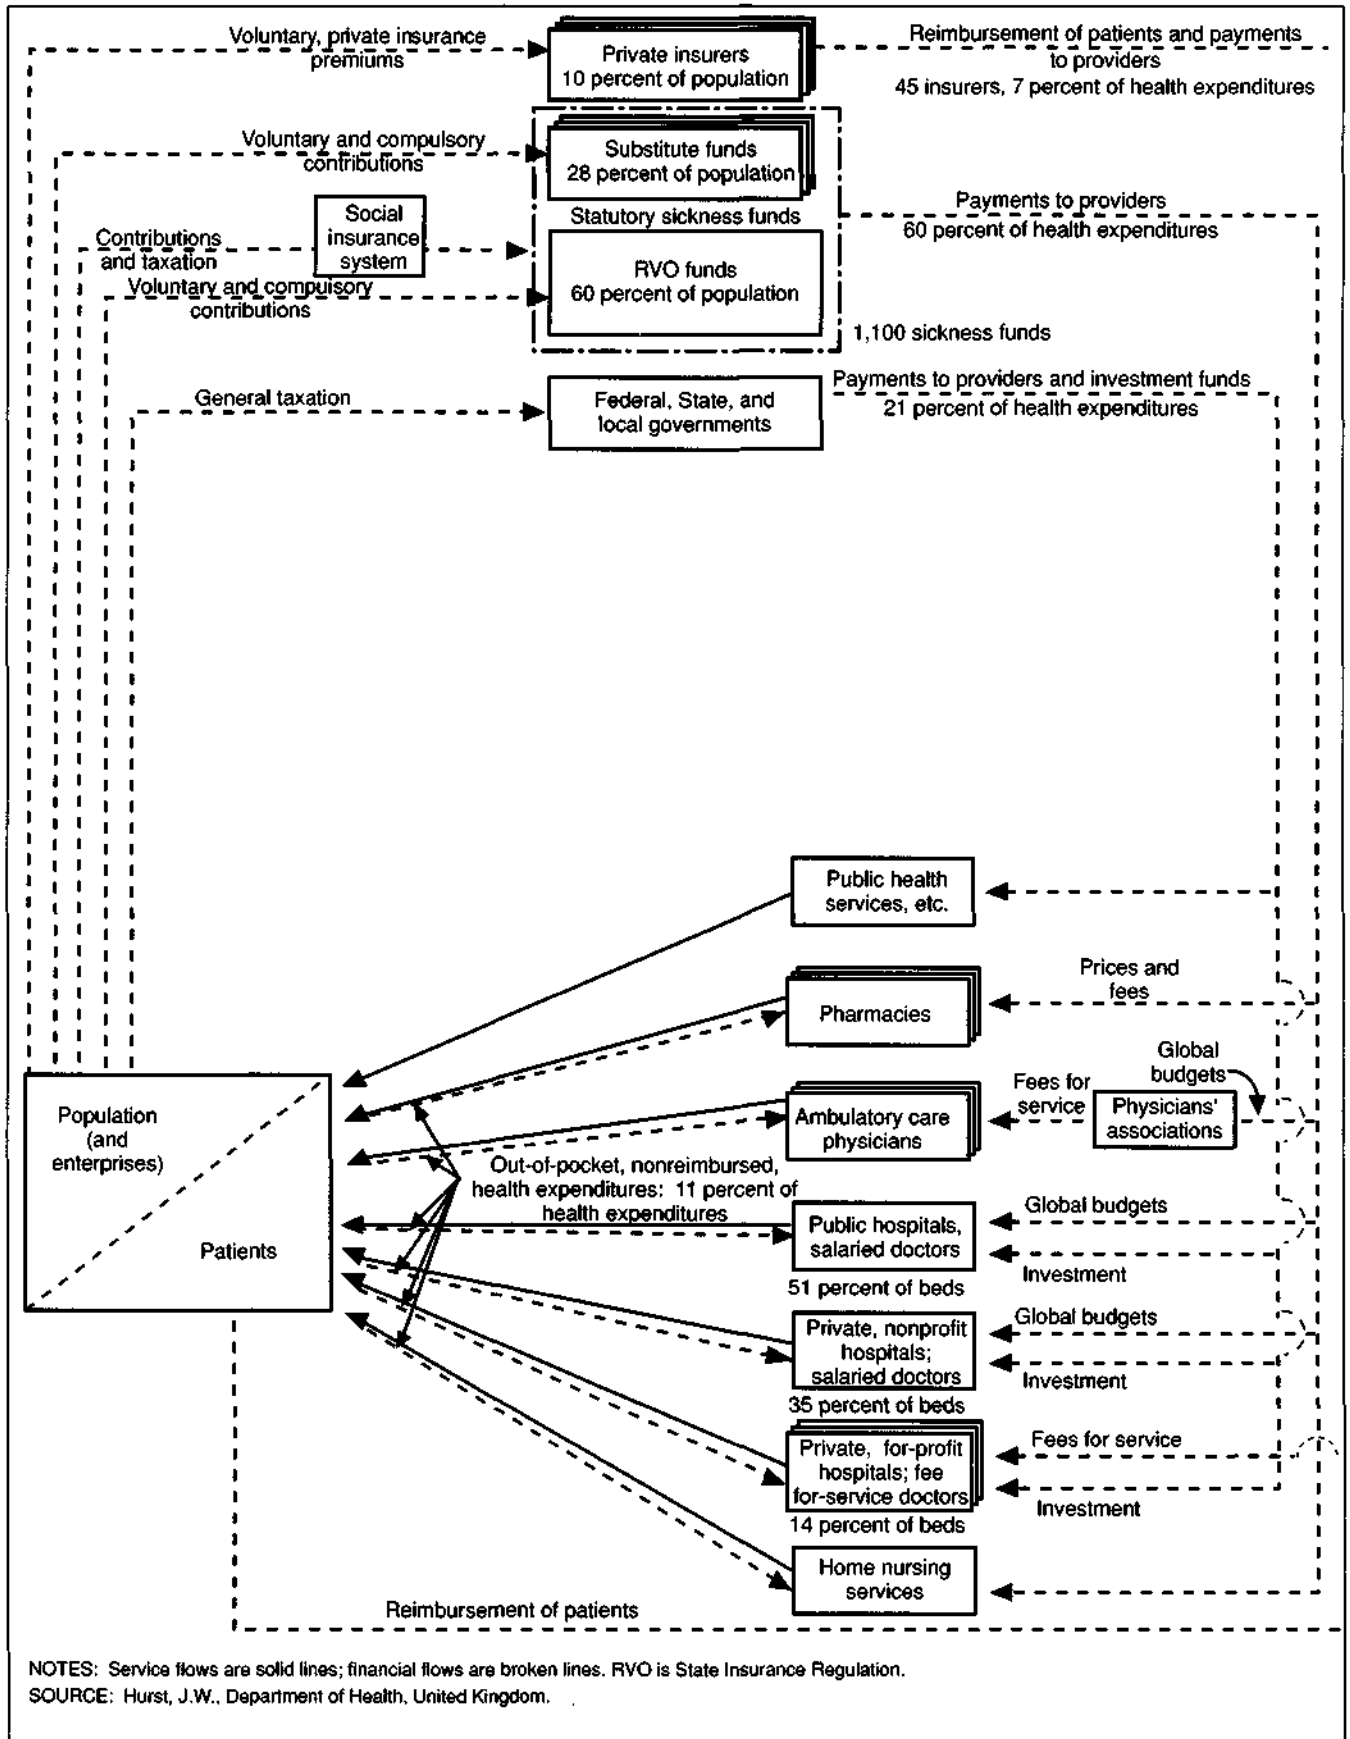 Voluntary, private insurance
premiums
Private insurers
10 percent of population
Reimbursement of patients and payments
to providers
45 insurers, 7 percent of health expenditures
Voluntary and compulsory
contributions
Substitute funds
28 percent of population
Statutory sickness funds
Payments to providers
60 percent of health expenditures
Social
insurance
system
Contributions
and taxation
RVO funds
60 percent of population
Voluntary and compulsory
contributions
1,100 sickness funds
General taxation
Federal, State, and
local governments
Payments to providers and investment funds
21 percent of health expenditures
Public health
services, etc.
Pharmacies
Prices and
fees
Global
budgets
Fees for
service
Physicians'
associations
Ambulatory care
physicians
Population
(and
enterprises)
Patients
Out-of-pocket, nonreimbursed,
health expenditures: 11 percent of
health expenditures
Public hospitals,
salaried doctors
51 percent of beds
Global budgets
Investment
Private, nonprofit
hospitals;
salaried doctors
35 percent of beds
Global budgets
Investment
Private, for-profit
hospitals; fee
for-service doctors
14 percent of beds
Fees for service
Investment
Home nursing
services
Reimbursement of patients
NOTES: Service flows are solid lines; financial flows are broken lines. RVO is State Insurance Regulation.
SOURCE: Hurst, J.W., Department of Health, United Kingdom.